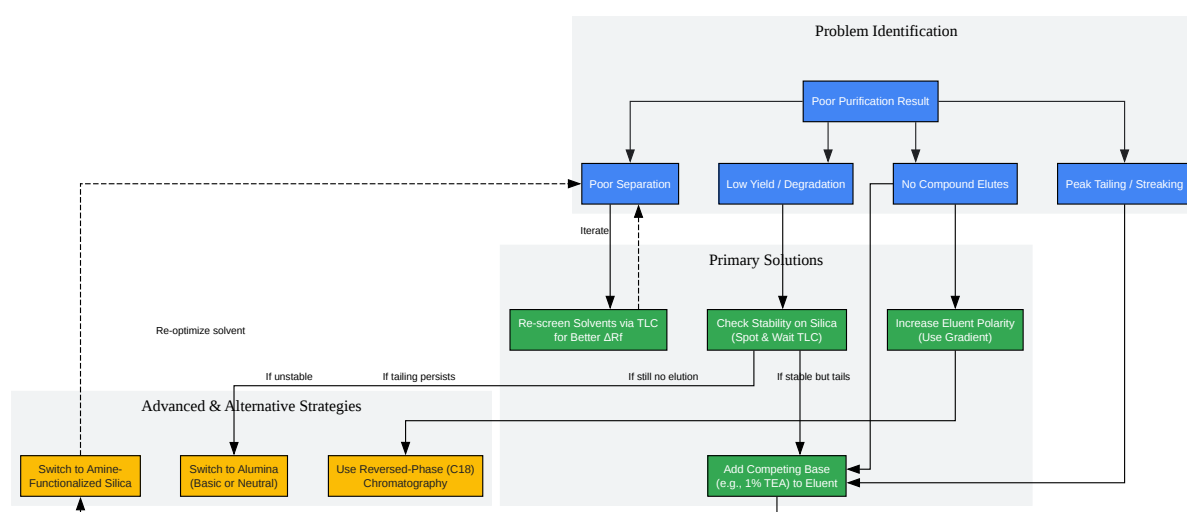 Problem Identification
Poor Purification Result
Poor Separation
Low Yield / Degradation
No Compound Elutes
Peak Tailing / Streaking
Iterate
Primary Solutions
Re-screen Solvents via TLC
for Better ΔRf
Check Stability on Silica
(Spot & Wait TLC)
Increase Eluent Polarity
(Use Gradient)
Re-optimize solvent
If unstable
If tailing persists
If still no elution
If stable but tails
Advanced & Alternative Strategies
Switch to Amine-
Functionalized Silica
Switch to Alumina
(Basic or Neutral)
Use Reversed-Phase (C18)
Chromatography
Add Competing Base
(e.g., 1% TEA) to Eluent